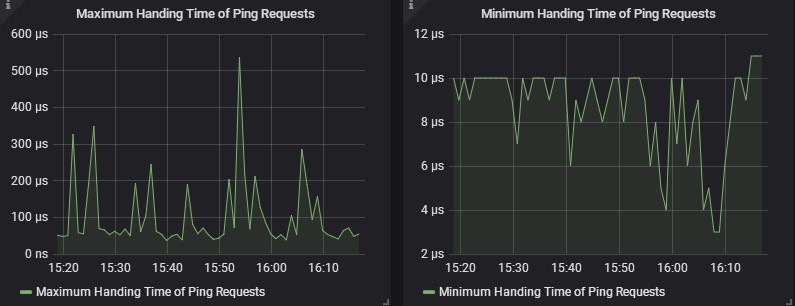 i
Maximum Handing Time of Ping Requests
600 µs
500 µs
400 µs
300 µs
200 µs
100 µs
0 ns
15:20 15:30 15:40 15:50 16:00 16:10
Maximum Handing Time of Ping Requests
i
Minimum Handing Time of Ping Requests
12 µs
10 µs
8 µs
6 µs
4 µs
2 µs
15:20 15:30 15:40 15:50 16:00 16:10
Minimum Handing Time of Ping Requests